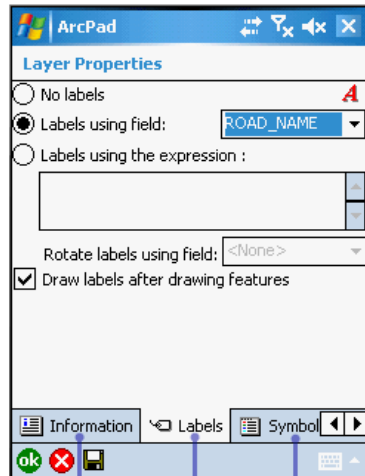 ArcPad
Layer Properties
No labels A
Labels using field: ROAD_NAME
Labels using the expression :
Rotate labels using field: <None>
Draw labels after drawing features
Information Labels Symbol
ok